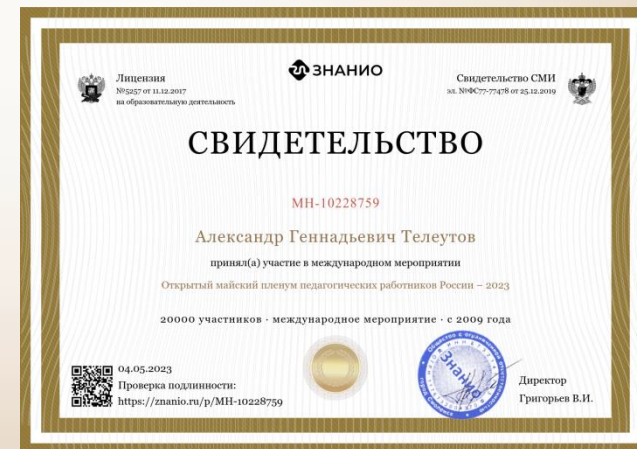 Лицензия
№5257 от 11.12.2017
на образовательную деятельность
ЗНАНИО
Свидетельство СМИ
эл. №ФС77-77478 от 25.12.2019
СВИДЕТЕЛЬСТВО
МН-10228759
Александр Геннадьевич Телеутов
принял(а) участие в международном мероприятии
Открытый майский пленум педагогических работников России – 2023
20000 участников · международное мероприятие · с 2009 года
04.05.2023
Проверка подлинности:
https://znanio.ru/p/МН-10228759
Знанио
Директор
Григорьев В.И.